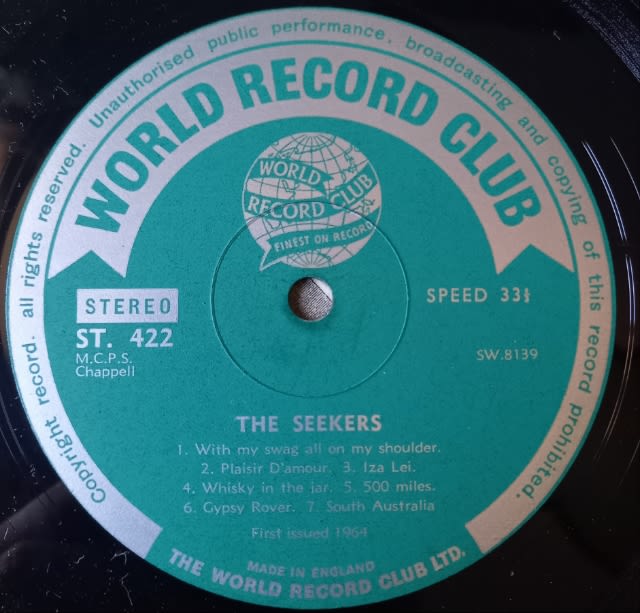 Copyright record. all rights reserved. Unauthorised public performance, broadcasting and copying of this record prohibited.
WORLD RECORD CLUB
WORLD
RECORD CLUB
FINEST ON RECORD
STEREO
SPEED 33⅓
ST. 422
M.C.P.S.
SW.8139
Chappell
THE SEEKERS
1. With my swag all on my shoulder.
2. Plaisir D'amour. 3. Iza Lei.
4. Whisky in the jar. 5. 500 miles.
6. Gypsy Rover. 7. South Australia
First issued 1964
MADE IN ENGLAND
THE WORLD RECORD CLUB LTD.